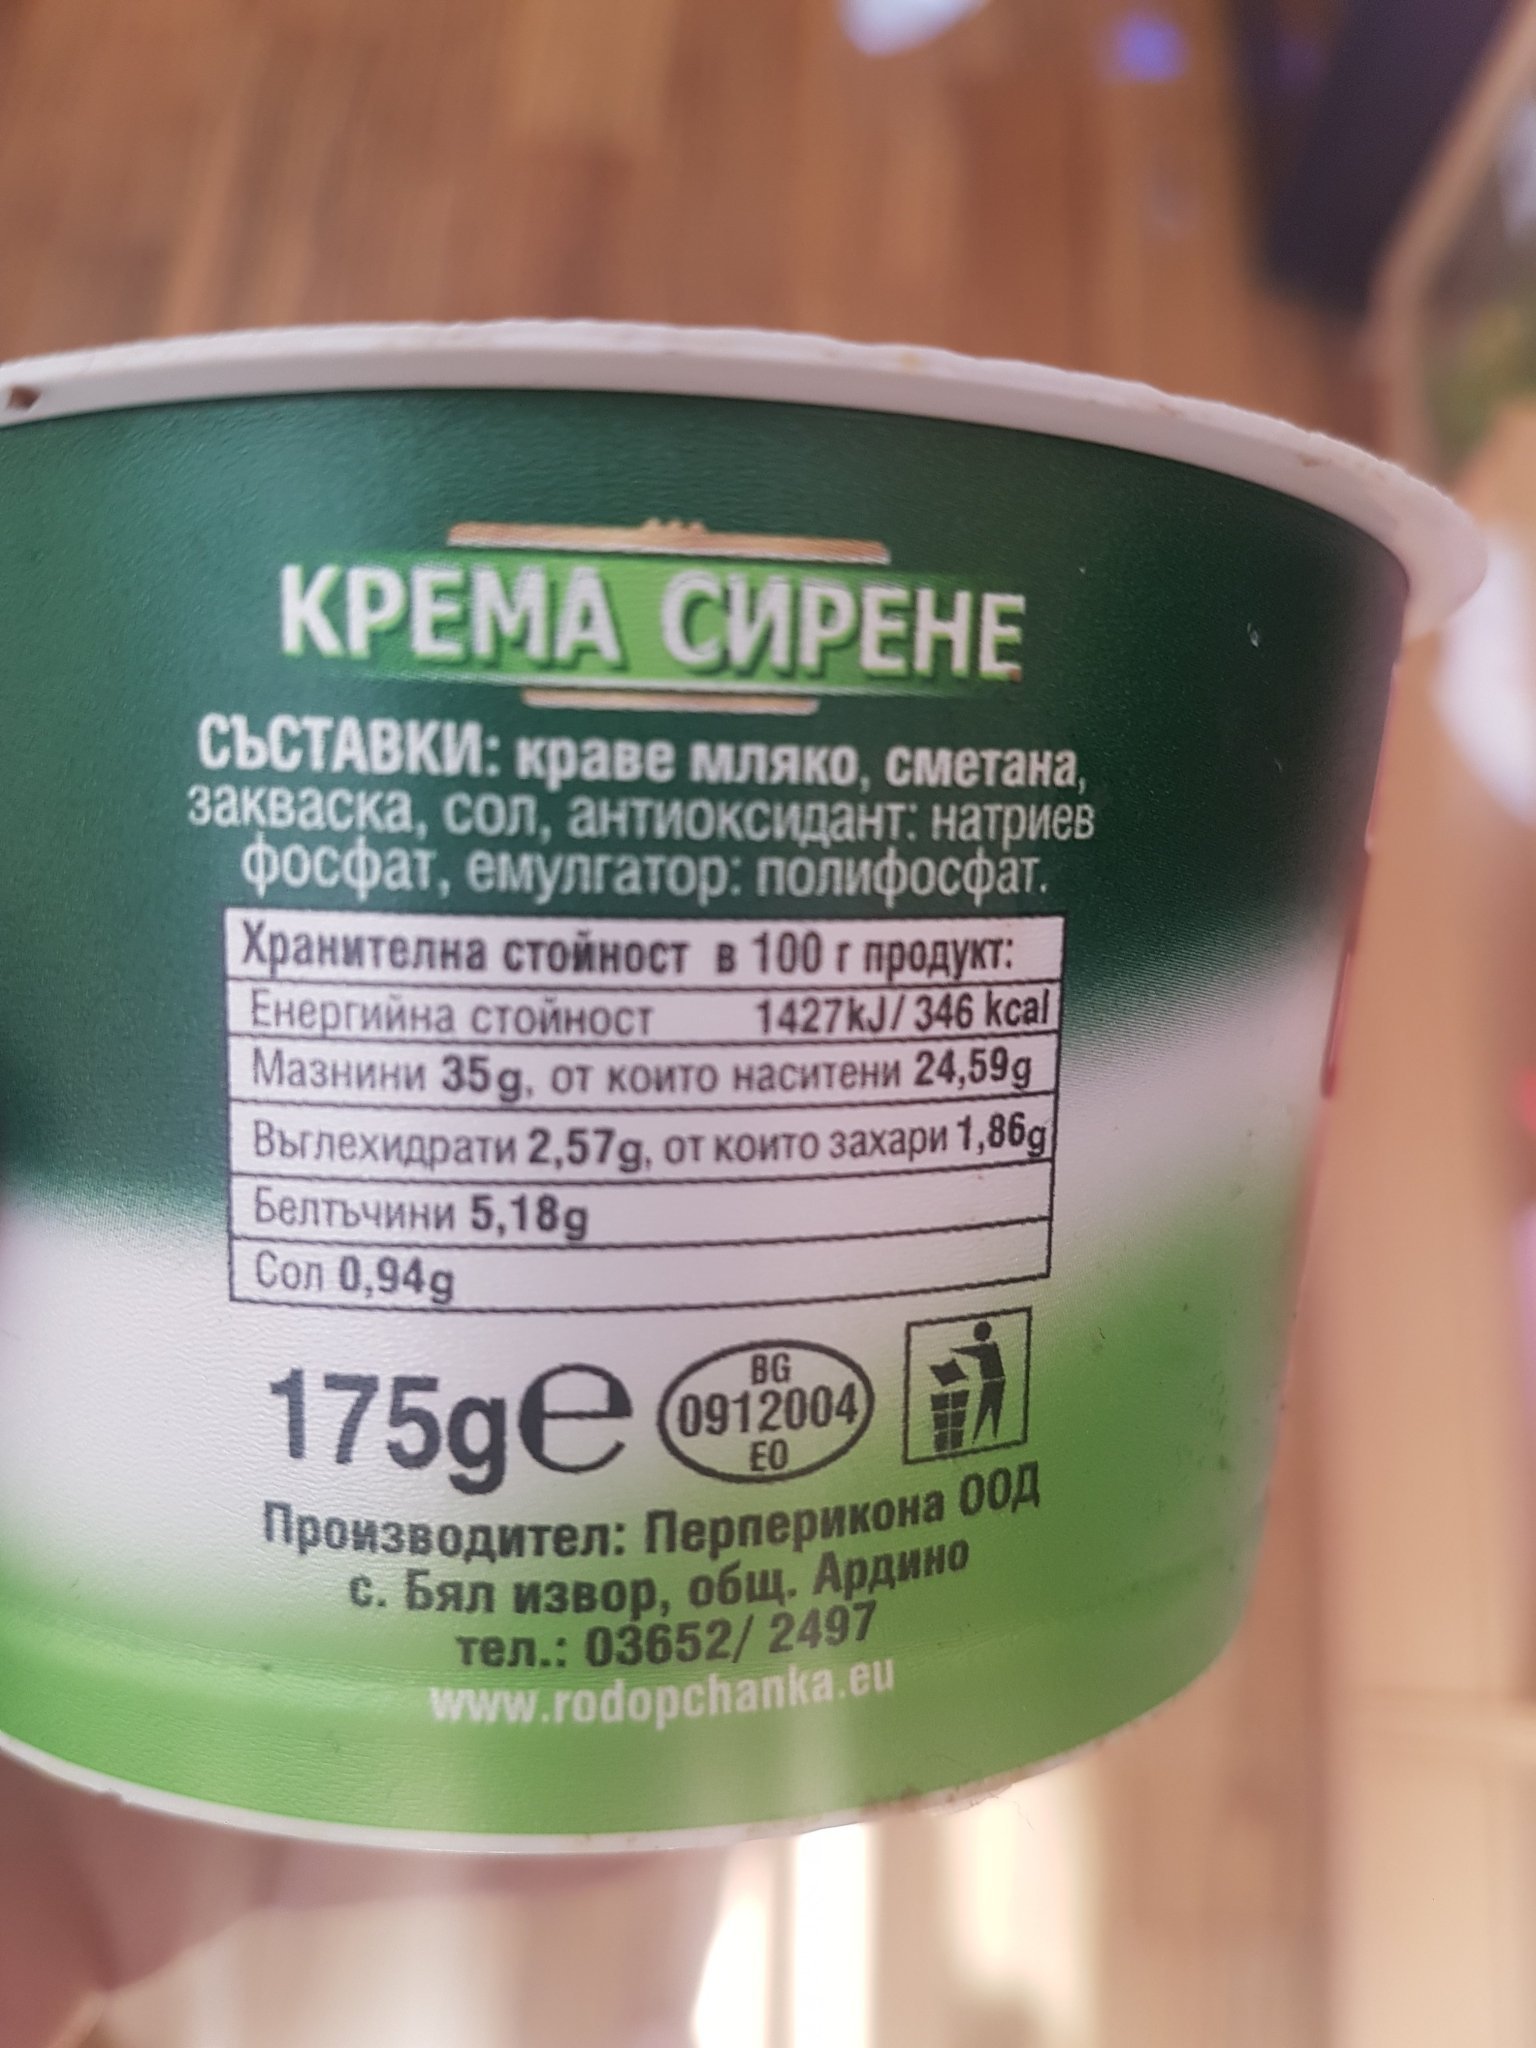 КРЕМА СИРЕНЕ
СЪСТАВКИ: краве мляко, сметана,
закваска, сол, антиоксидант: натриев
фосфат, емулгатор: полифосфат.
Хранителна стойност в 100 г продукт:
Енергийна стойност 1427kJ/ 346 kcal
Мазнини 35g, от които наситени 24,59g
Въглехидрати 2,57g, от които захари 1,86g
Белтъчини 5,18g
Сол 0,94g
175g℮
BG
0912004
EO
Производител: Перперикона ООД
с. Бял извор, общ. Ардино
тел.: 03652/ 2497
www.rodopchanka.eu